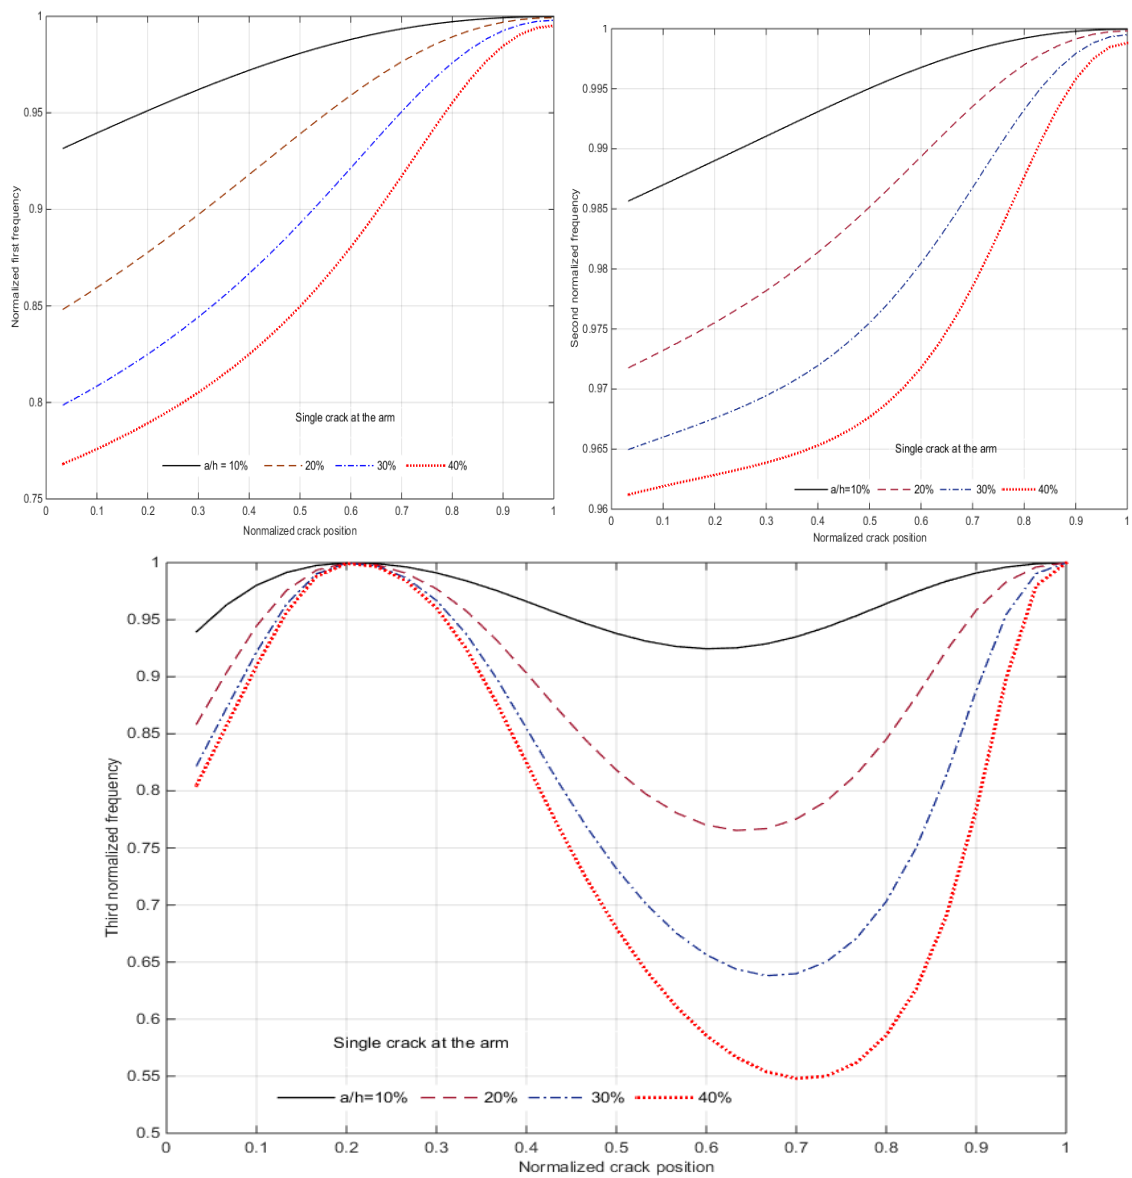 1
0.95
0.9
0.85
0.8
0.75
Normalized first frequency
Single crack at the arm
a/h = 10% 20% 30% 40%
0 0.1 0.2 0.3 0.4 0.5 0.6 0.7 0.8 0.9 1
Nonmalized crack position
1
0.995
0.99
0.985
0.98
0.975
0.97
0.965
0.96
Second normalized frequency
Single crack at the arm
a/h=10% 20% 30% 40%
0 0.1 0.2 0.3 0.4 0.5 0.6 0.7 0.8 0.9 1
Normalized crack position
1
0.95
0.9
0.85
0.8
0.75
0.7
0.65
0.6
0.55
0.5
Third normalized frequency
Single crack at the arm
a/h=10% 20% 30% 40%
0 0.1 0.2 0.3 0.4 0.5 0.6 0.7 0.8 0.9 1
Normalized crack position